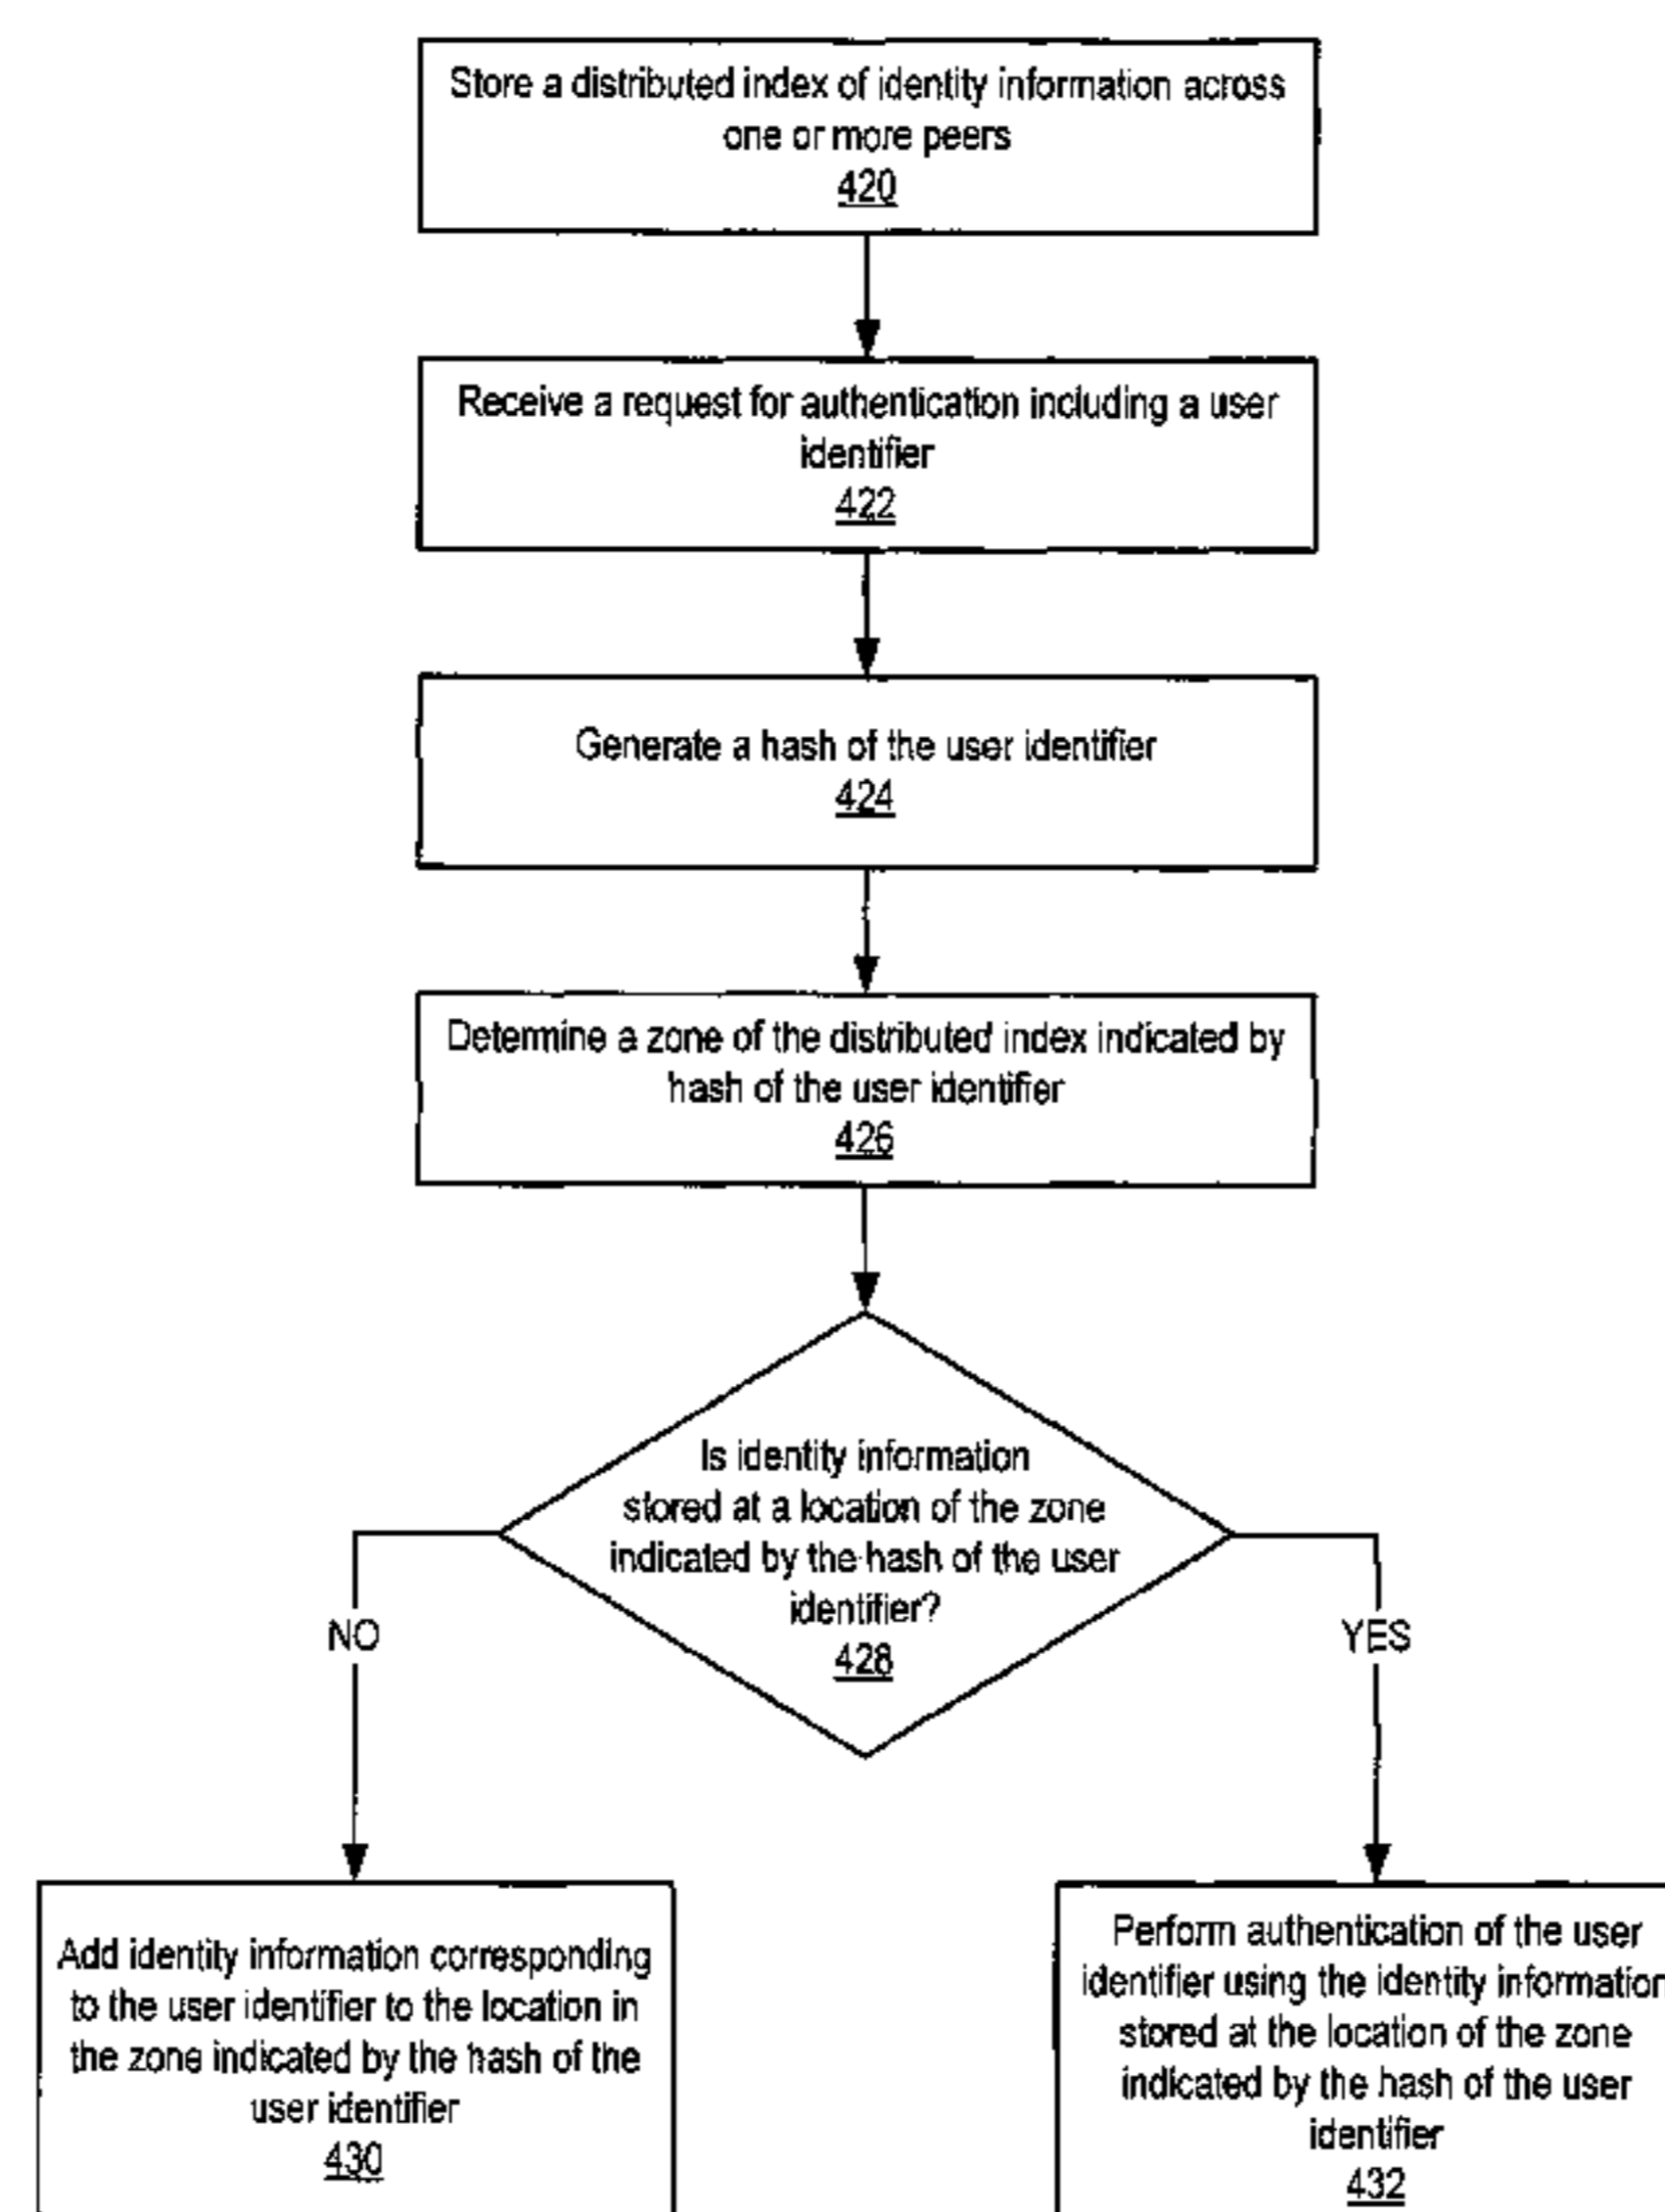 Store a distributed index of identity information across
one or more peers
420
Receive a request for authentication including a user
identifier
422
Generate a hash of the user identifier
424
Determine a zone of the distributed index indicated by
hash of the user identifier
426
Is identity information
stored at a location of the zone
indicated by the hash of the user
identifier?
428
NO
YES
Add identity information corresponding
to the user identifier to the location in
the zone indicated by the hash of the
user identifier
430
Perform authentication of the user
identifier using the identity information
stored at the location of the zone
indicated by the hash of the user
identifier
432